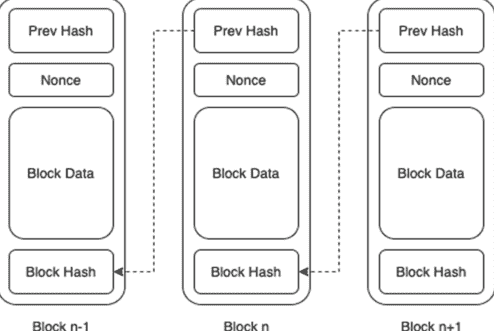 Prev Hash
Nonce
Block Data
Block Hash
Block n-1
Prev Hash
Nonce
Block Data
Block Hash
Block n
Prev Hash
Nonce
Block Data
Block Hash
Block n+1